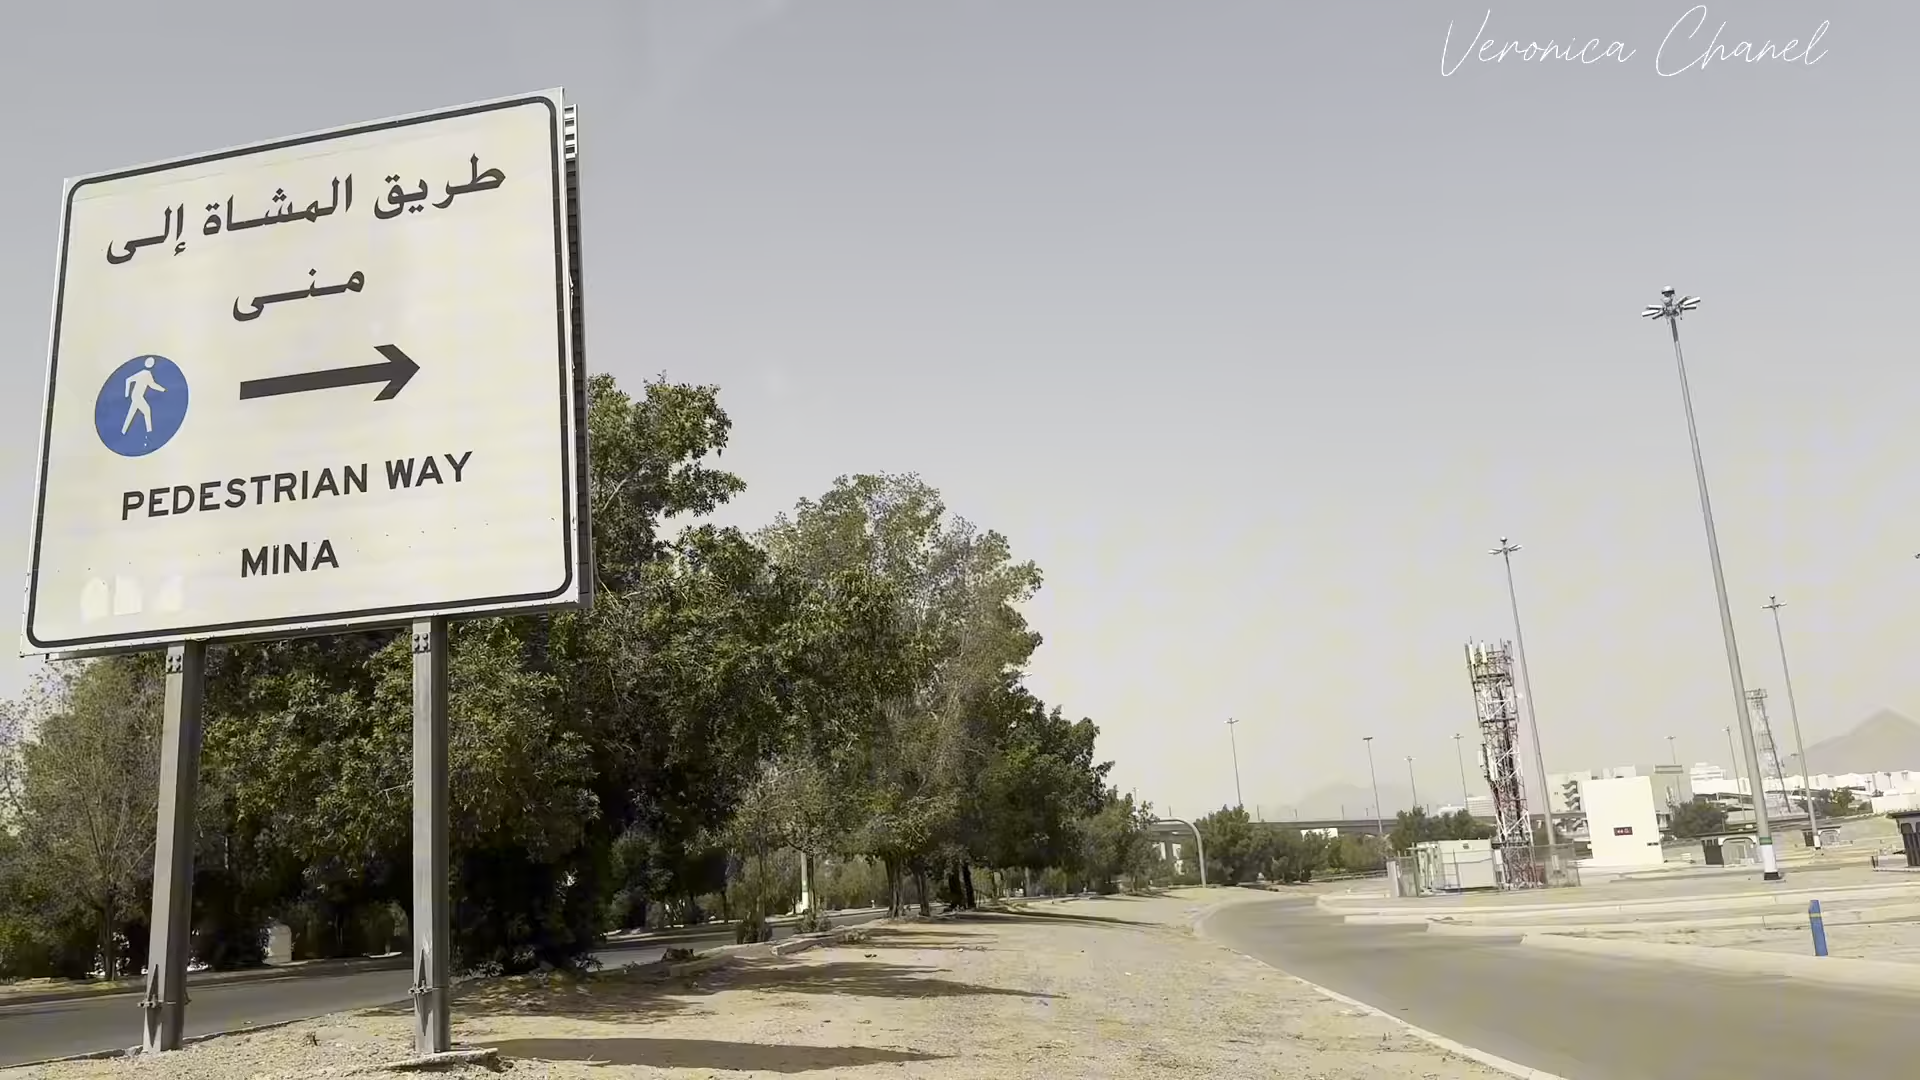 Veronica Chanel
طريق المشاة إلى
منى
PEDESTRIAN WAY
MINA